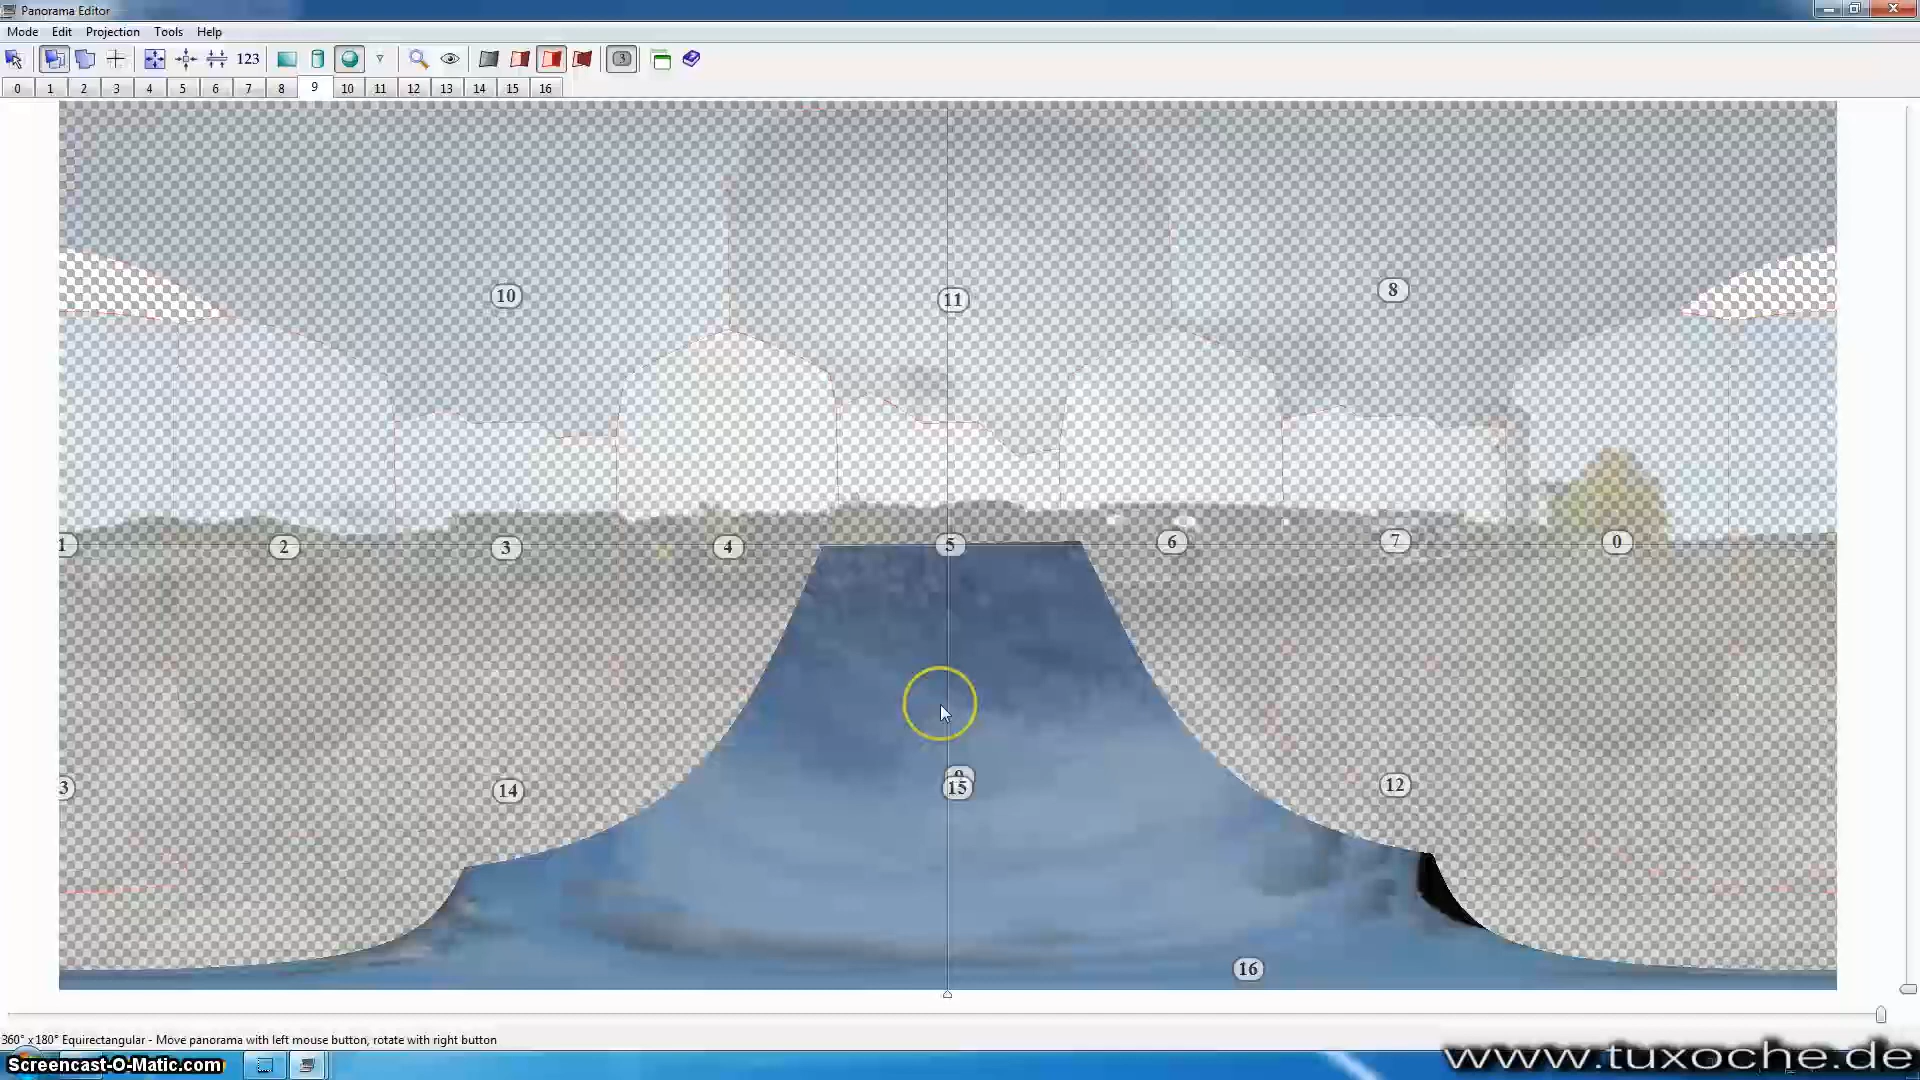 Panorama Editor
Mode Edit Projection Tools Help
123 3
0 1 2 3 4 5 6 7 8 9 10 11 12 13 14 15 16
10 11 8
1 2 3 4 5 6 7 0
3 14 9 15 12
16
360° x 180° Equirectangular - Move panorama with left mouse button, rotate with right button
Screencast-O-Matic.com
www.tuxoche.de